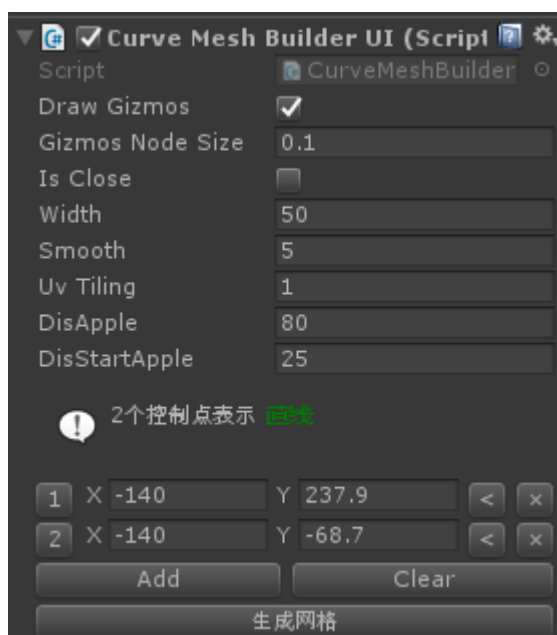 Curve Mesh Builder UI (Script
Script CurveMeshBuilder
Draw Gizmos
Gizmos Node Size 0.1
Is Close
Width 50
Smooth 5
Uv Tiling 1
DisApple 80
DisStartApple 25
2个控制点表示 直线
1 X -140 Y 237.9 < ×
2 X -140 Y -68.7 < ×
Add Clear
生成网格